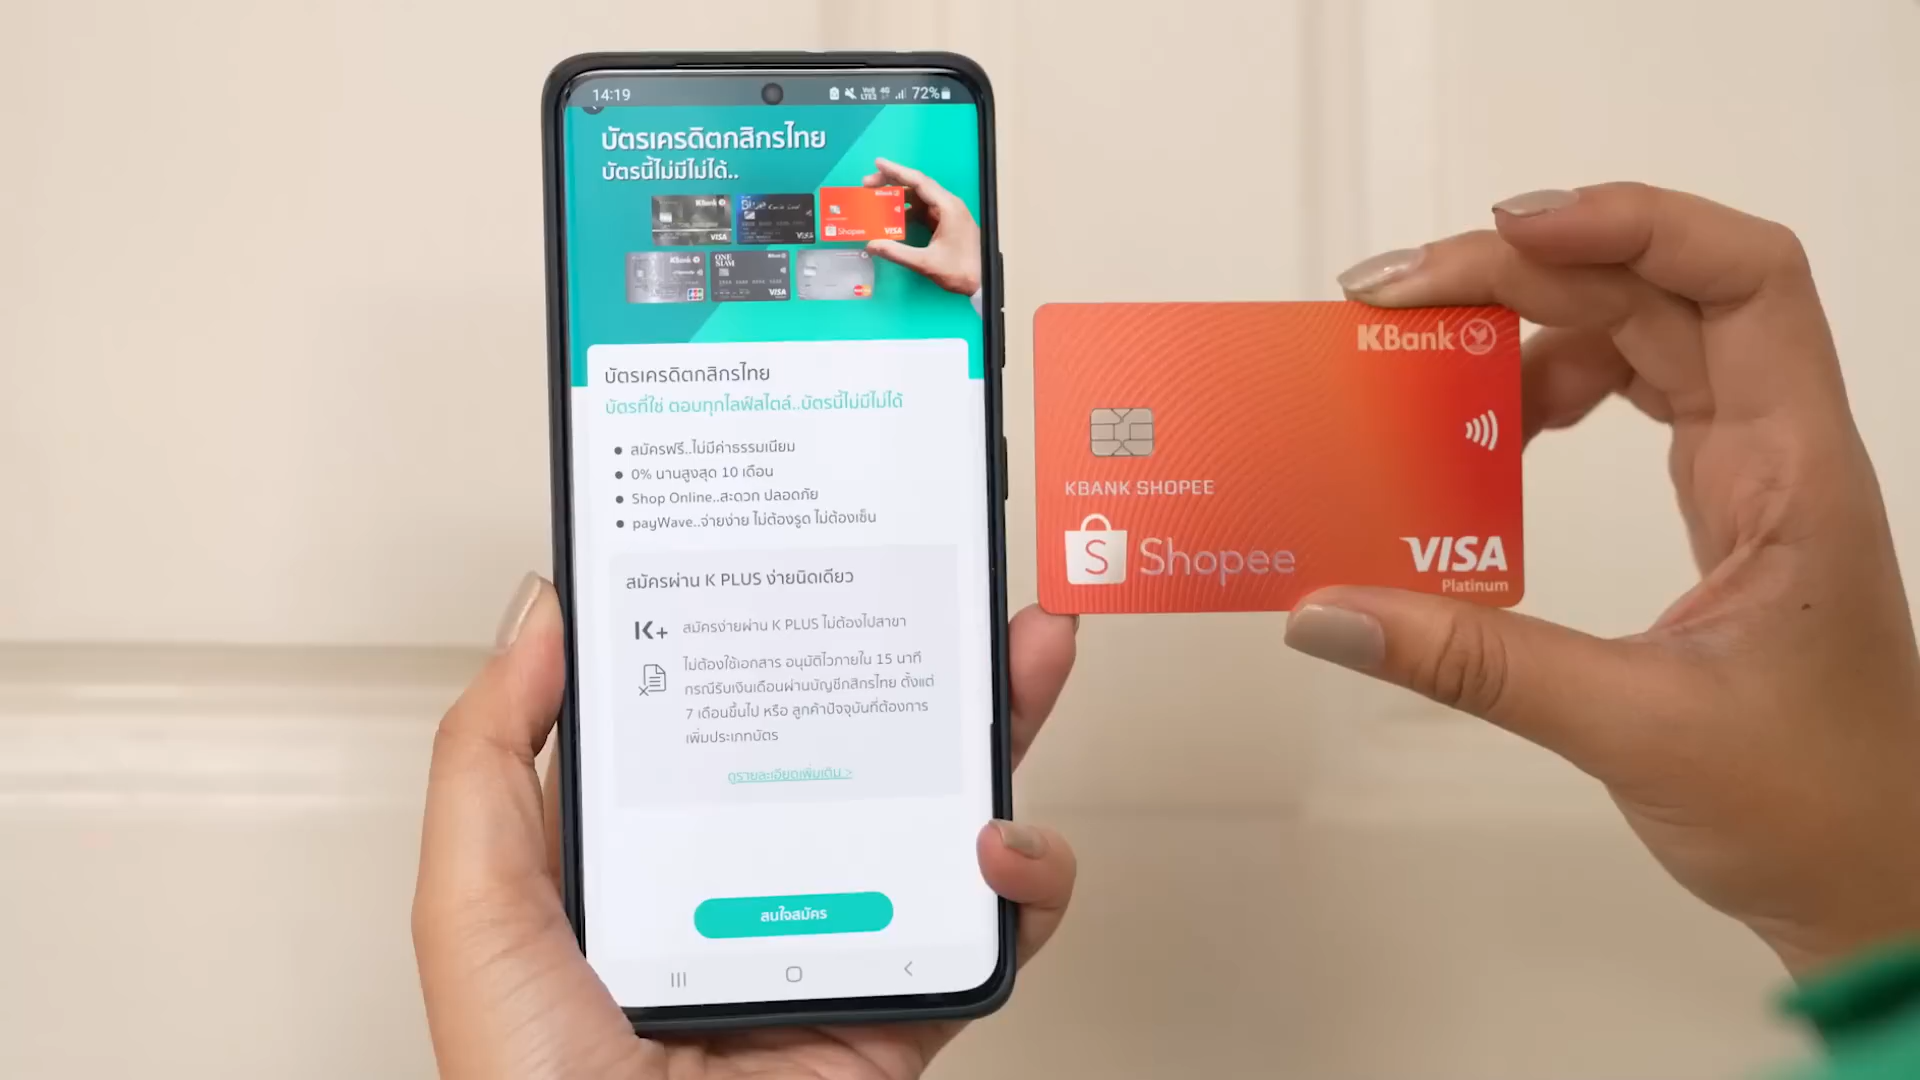 14:19
72%
บัตรเครดิตกสิกรไทย
บัตรนี้ไม่มีไม่ได้..
KBank
VISA
VISA
Shopee
VISA
KBank
ONE
SIAM
VISA
บัตรเครดิตกสิกรไทย
บัตรที่ใช่ ตอบทุกไลฟ์สไตล์..บัตรนี้ไม่มีไม่ได้
สมัครฟรี..ไม่มีค่าธรรมเนียม
0% นานสูงสุด 10 เดือน
Shop Online..สะดวก ปลอดภัย
payWave..จ่ายง่าย ไม่ต้องรูด ไม่ต้องเซ็น
สมัครผ่าน K PLUS ง่ายนิดเดียว
K+ สมัครง่ายผ่าน K PLUS ไม่ต้องไปสาขา
ไม่ต้องใช้เอกสาร อนุมัติไวภายใน 15 นาที
กรณีรับเงินเดือนผ่านบัญชีกสิกรไทย ตั้งแต่
7 เดือนขึ้นไป หรือ ลูกค้าปัจจุบันที่ต้องการ
เพิ่มประเภทบัตร
ดูรายละเอียดเพิ่มเติม >
สนใจสมัคร
KBank
KBANK SHOPEE
S Shopee
VISA
Platinum